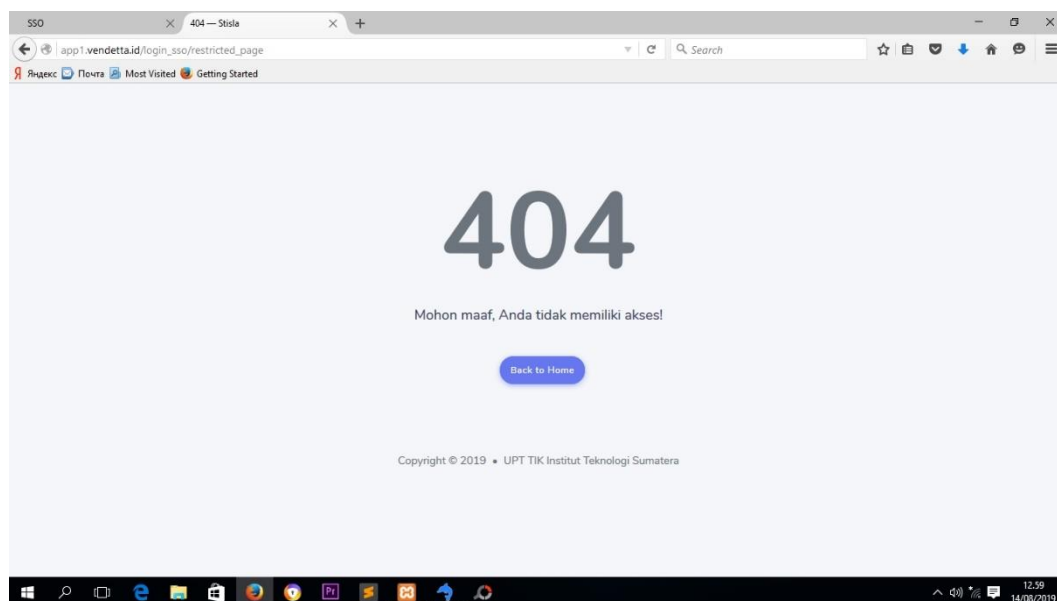 SSO
404 — Stisla
app1.vendetta.id/login_sso/restricted_page
Search
Яндекс Почта Most Visited Getting Started
404
Mohon maaf, Anda tidak memiliki akses!
Back to Home
Copyright © 2019 • UPT TIK Institut Teknologi Sumatera
Pr
12.59
14/08/2019